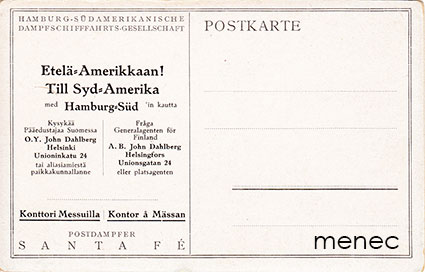 HAMBURG-SÜDAMERIKANISCHE
DAMPFSCHIFFFAHRTS-GESELLSCHAFT
Etelä-Amerikkaan!
Till Syd-Amerika
med Hamburg-Süd :in kautta
Kysykää
Pääedustajaa Suomessa
O.Y. John Dahlberg
Helsinki
Unioninkatu 24
tai aliasiamiestä
paikkakunnallanne
Fråga
Generalagenten för
Finland
A. B. John Dahlberg
Helsingfors
Unionsgatan 24
eller platsagenten
Konttori Messuilla
Kontor å Mässan
POSTDAMPFER
SANTA FÉ
POSTKARTE
menec